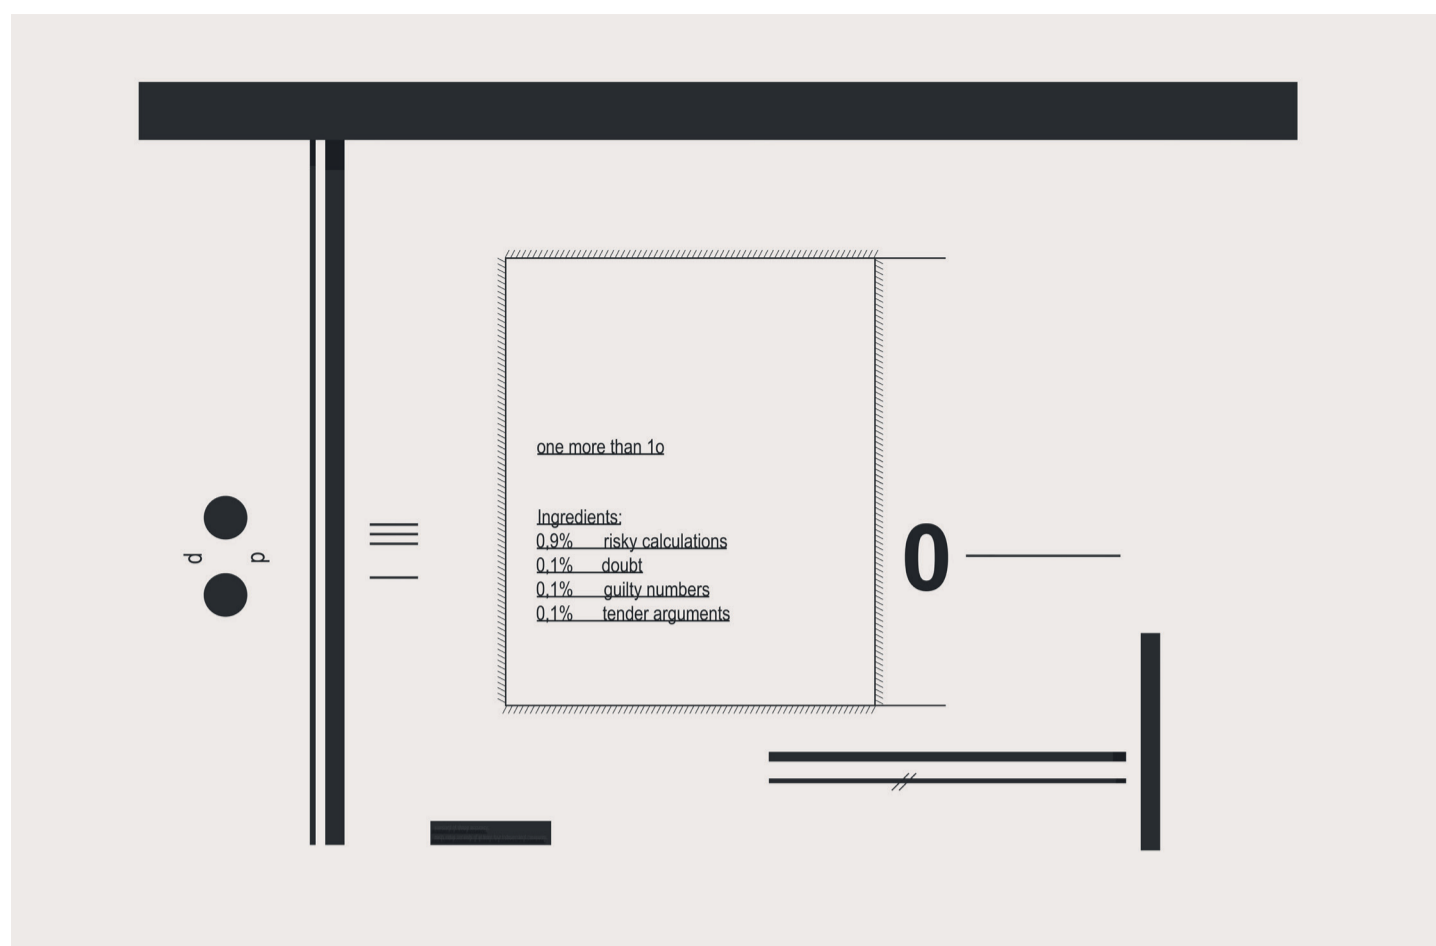 one more than 1o
Ingredients:
0,9% risky calculations
0,1% doubt
0,1% guilty numbers
0,1% tender arguments
d d
0